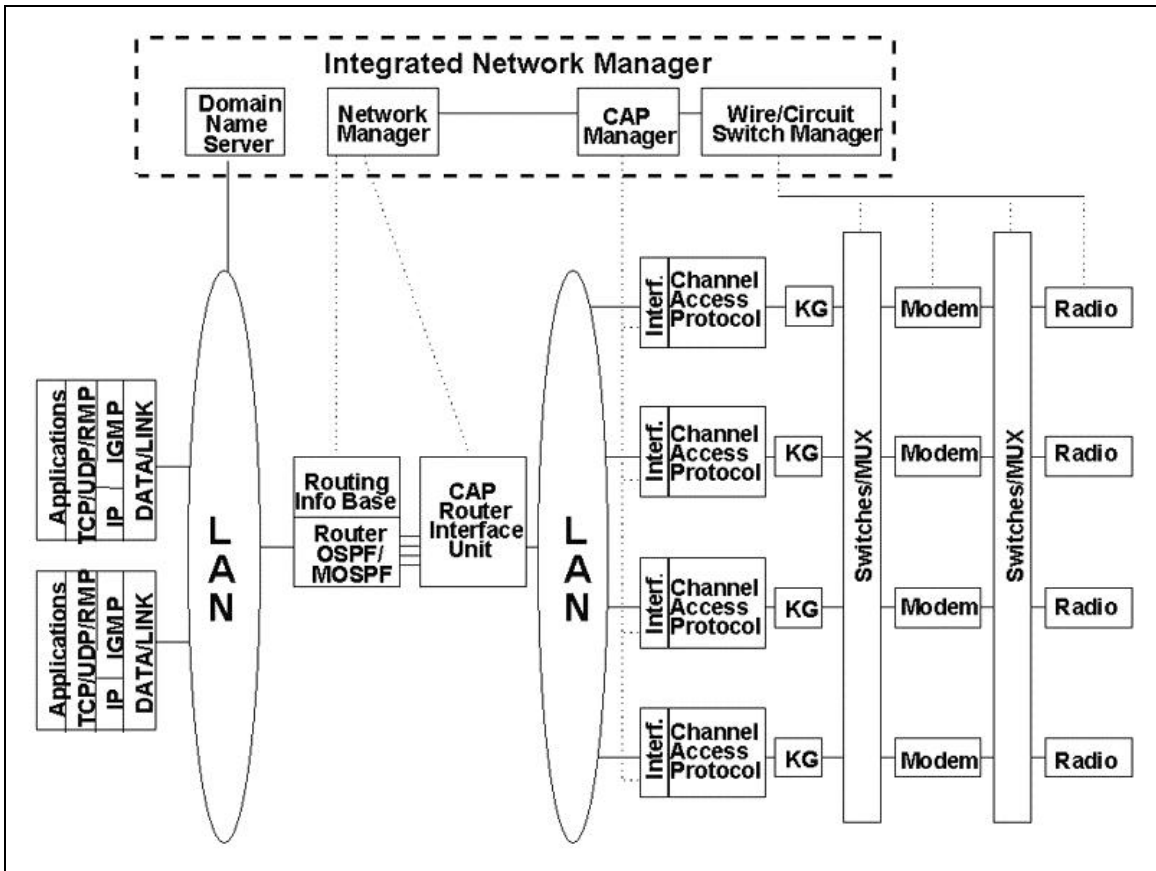 Integrated Network Manager
Domain
Name
Server
Network
Manager
CAP
Manager
Wire/Circuit
Switch Manager
Applications
TCP/UDP/RMP
IP
IGMP
DATA/LINK
Applications
TCP/UDP/RMP
IP
IGMP
DATA/LINK
L
A
N
Routing
Info Base
Router
OSPF/
MOSPF
CAP
Router
Interface
Unit
L
A
N
Interf.
Channel
Access
Protocol
KG
Interf.
Channel
Access
Protocol
KG
Interf.
Channel
Access
Protocol
KG
Interf.
Channel
Access
Protocol
KG
Switches/MUX
Modem
Modem
Modem
Modem
Switches/MUX
Radio
Radio
Radio
Radio